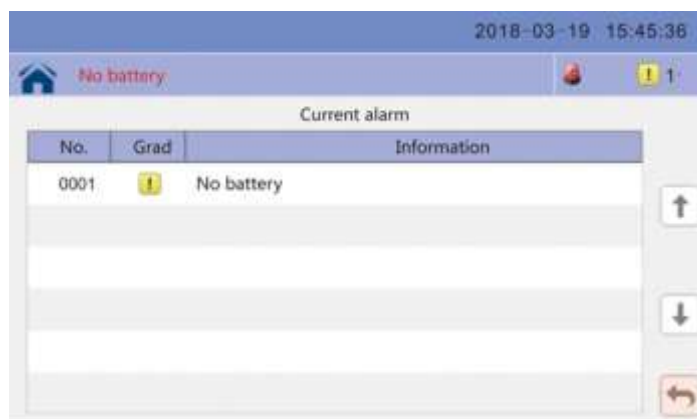 2018-03-19 15:45:36
No battery 1
Current alarm
No. Grad Information
0001 No battery